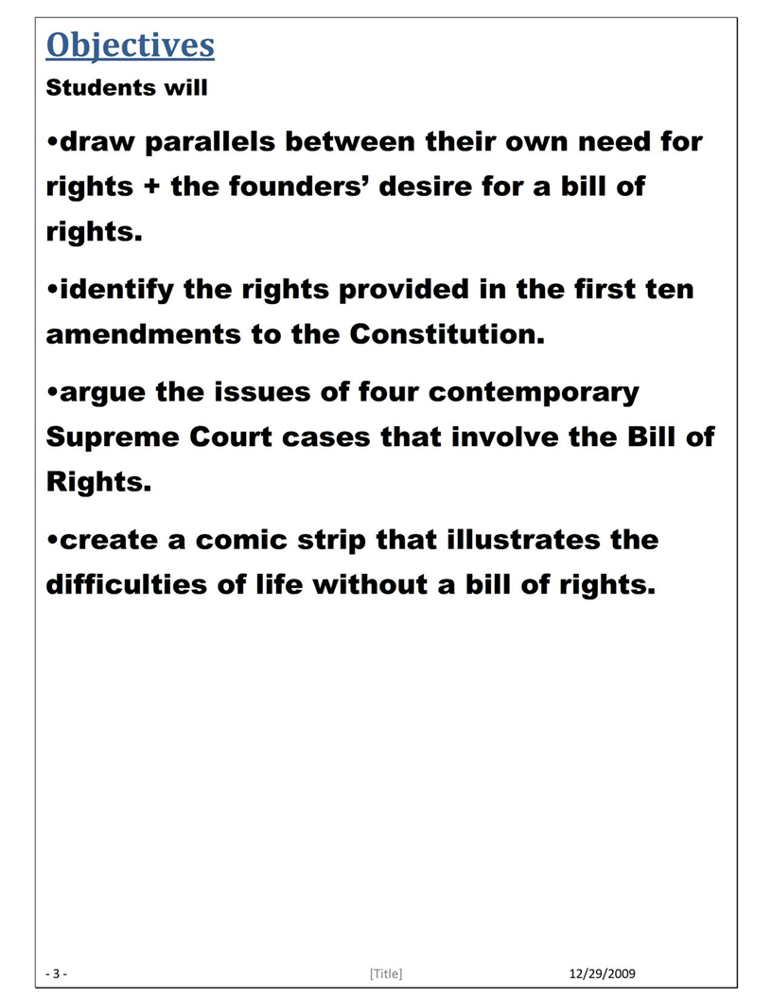 Objectives
Students will
•draw parallels between their own need for
rights + the founders’ desire for a bill of
rights.
•identify the rights provided in the first ten
amendments to the Constitution.
•argue the issues of four contemporary
Supreme Court cases that involve the Bill of
Rights.
•create a comic strip that illustrates the
difficulties of life without a bill of rights.
- 3 - [Title] 12/29/2009